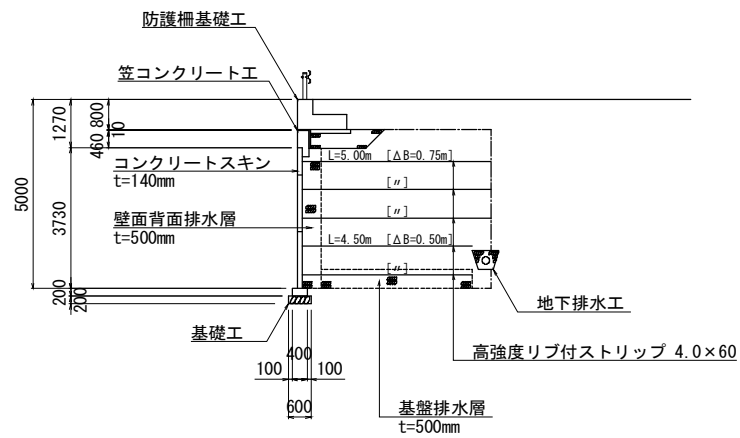 防護柵基礎工
笠コンクリート工
1270
800
10
460
コンクリートスキン
t=140mm
L=5.00m [ΔB=0.75m]
[〃]
5000
3730
壁面背面排水層
t=500mm
[〃]
L=4.50m [ΔB=0.50m]
[〃]
200
200
地下排水工
基礎工
400
100
100
高強度リブ付ストリップ 4.0×60
600
基盤排水層
t=500mm